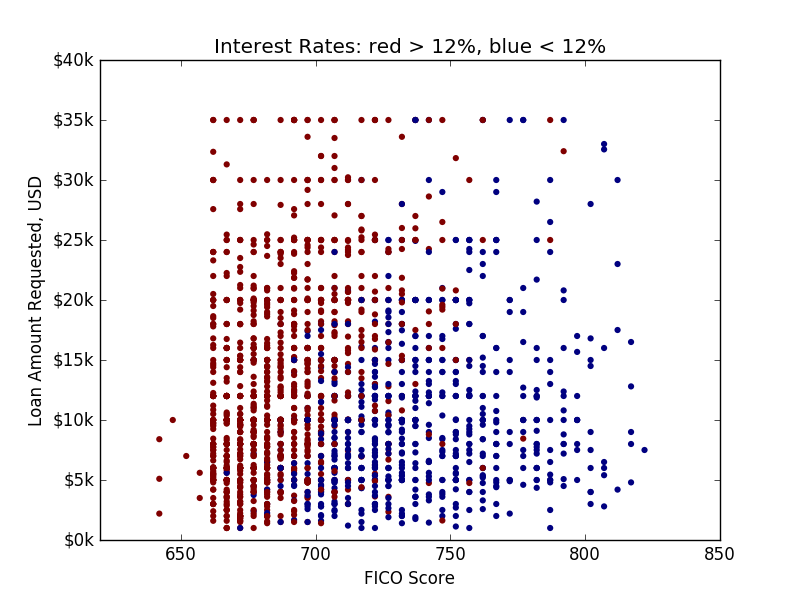 Interest Rates: red > 12%, blue < 12%
$40k
$35k
$30k
$25k
$20k
$15k
$10k
$5k
$0k
Loan Amount Requested, USD
650 700 750 800 850
FICO Score